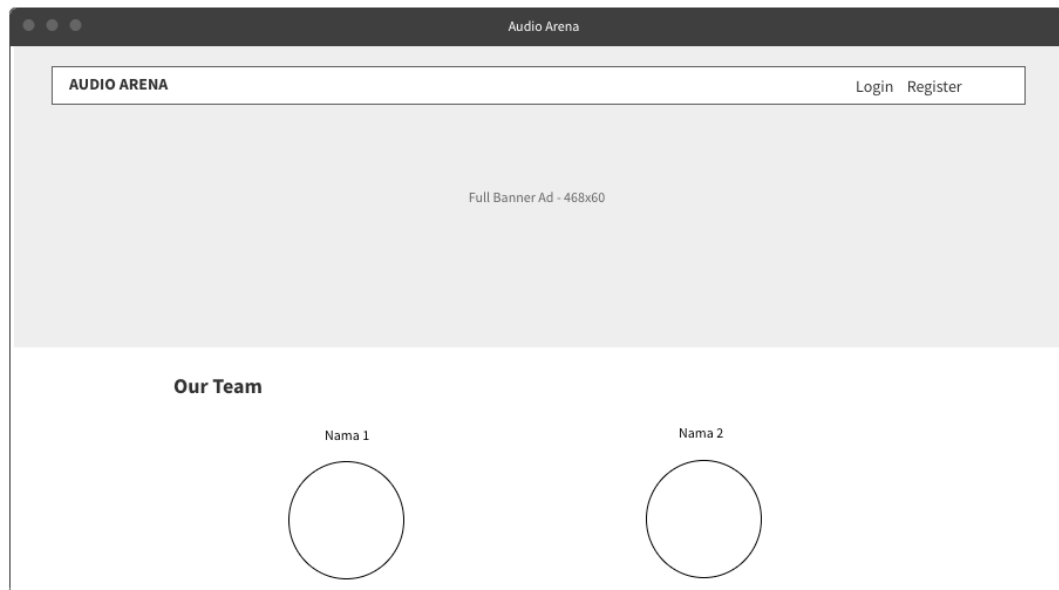 Audio Arena
AUDIO ARENA
Login Register
Full Banner Ad - 468x60
Our Team
Nama 1
Nama 2